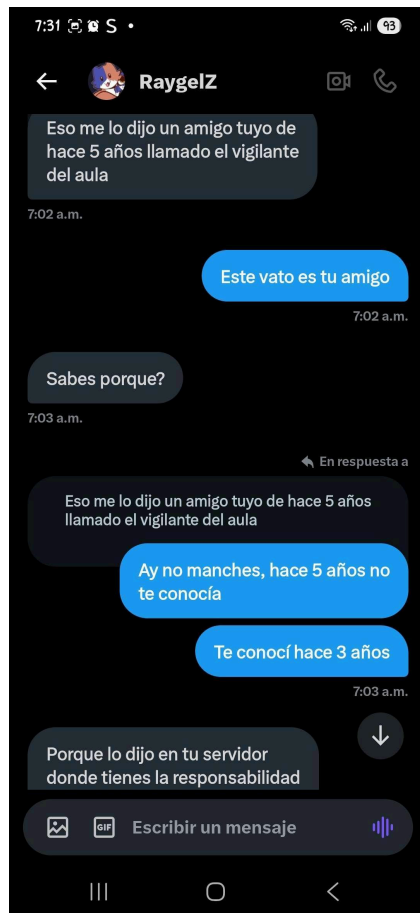 7:31 S •
93
RaygelZ
Eso me lo dijo un amigo tuyo de
hace 5 años llamado el vigilante
del aula
7:02 a.m.
Este vato es tu amigo
7:02 a.m.
Sabes porque?
7:03 a.m.
En respuesta a
Eso me lo dijo un amigo tuyo de hace 5 años
llamado el vigilante del aula
Ay no manches, hace 5 años no
te conocía
Te conocí hace 3 años
7:03 a.m.
Porque lo dijo en tu servidor
donde tienes la responsabilidad
GIF Escribir un mensaje